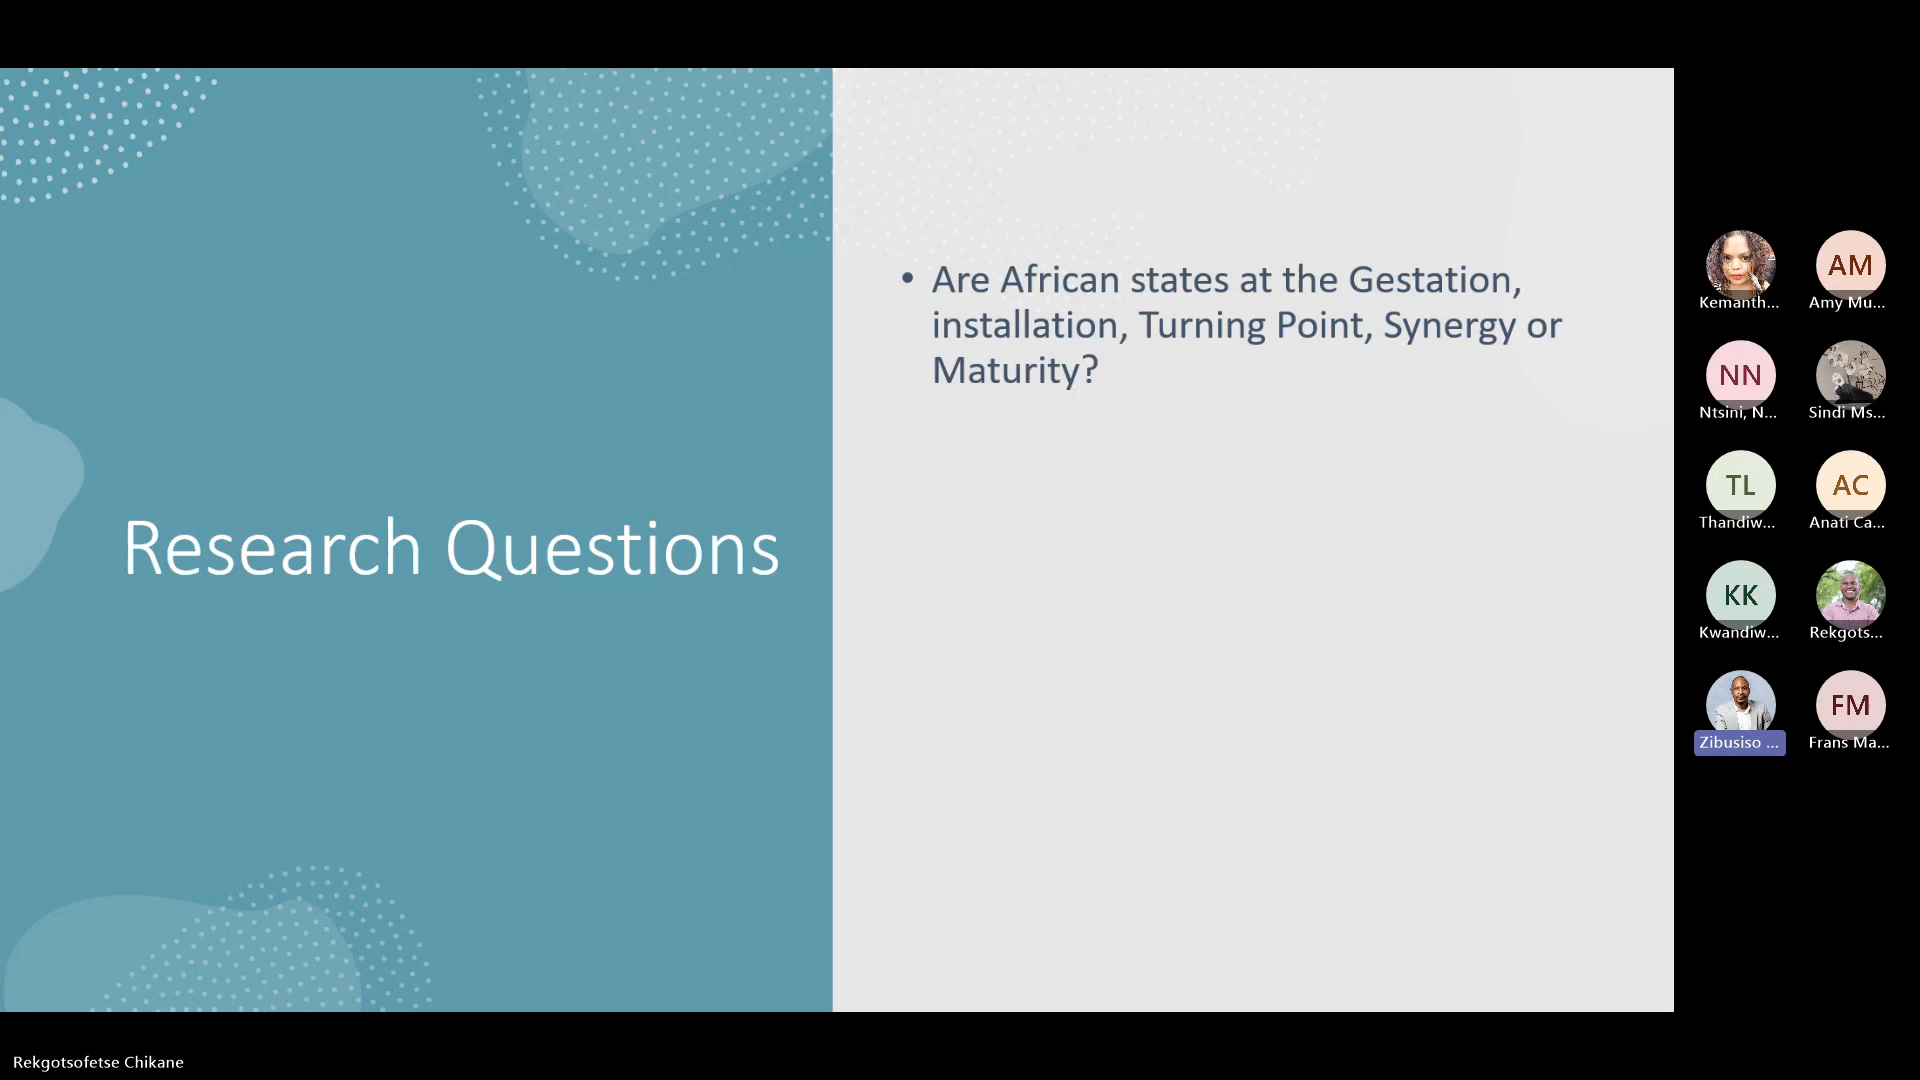 Research Questions
• Are African states at the Gestation,
installation, Turning Point, Synergy or
Maturity?
Kemanth...
AM
Amy Mu...
NN
Ntsini, N...
Sindi Ms...
TL
Thandiw...
AC
Anati Ca...
KK
Kwandiw...
Rekgots...
Zibusiso ...
FM
Frans Ma...
Rekgotsofetse Chikane